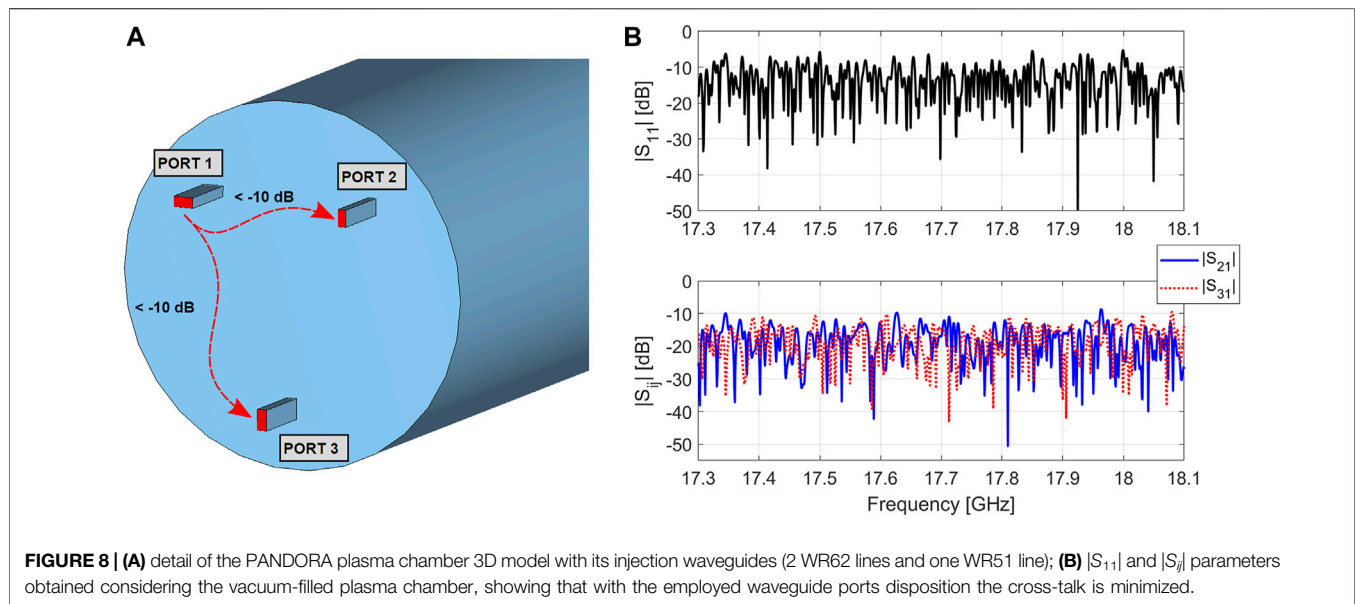 A
PORT 1
PORT 2
< -10 dB
< -10 dB
PORT 3
B
0
-10
-20
-30
-40
-50
|S11| [dB]
17.3 17.4 17.5 17.6 17.7 17.8 17.9 18 18.1
|S21|
|S31|
0
-10
-20
-30
-40
-50
|Sij| [dB]
17.3 17.4 17.5 17.6 17.7 17.8 17.9 18 18.1
Frequency [GHz]
FIGURE 8 | (A) detail of the PANDORA plasma chamber 3D model with its injection waveguides (2 WR62 lines and one WR51 line); (B) |S11| and |Sij| parameters
obtained considering the vacuum-filled plasma chamber, showing that with the employed waveguide ports disposition the cross-talk is minimized.